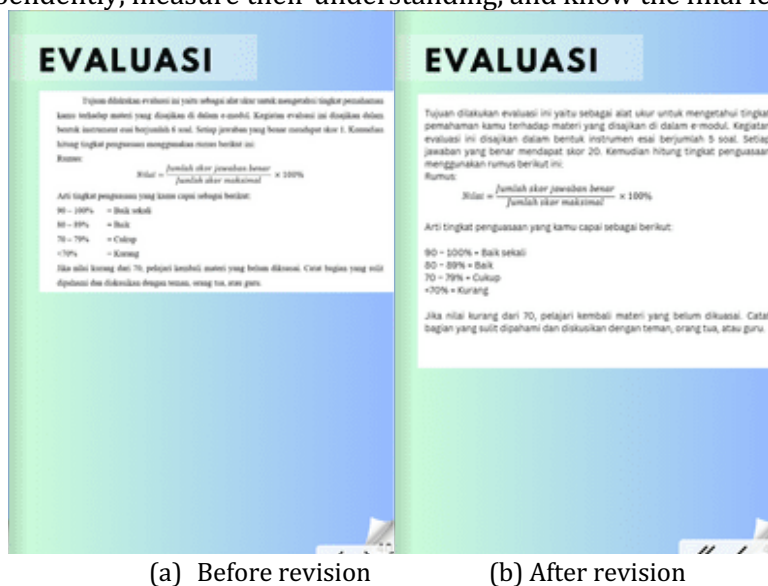 pendently, measure their understanding, and know the final le
EVALUASI
Tujuan dilakukan evaluasi ini yaitu sebagai alat ukur untuk mengetahui tingkat pemahaman
kamu terhadap materi yang disajikan di dalam e-modul. Kegiatan evaluasi ini disajikan dalam
bentuk instrument esai berjumlah 6 soal. Setiap jawaban yang benar mendapat skor 1. Kemudian
hitung tingkat penguasaan menggunakan rumus berikut ini:
Rumus:
Nilai = Jumlah skor jawaban benar / Jumlah skor maksimal × 100%
Arti tingkat penguasaan yang kamu capai sebagai berikut:
90 – 100% = Baik sekali
80 – 89% = Baik
70 – 79% = Cukup
<70% = Kurang
Jika nilai kurang dari 70, pelajari kembali materi yang belum dikuasai. Catat bagian yang sulit
dipahami dan diskusikan dengan teman, orang tua, atau guru.
(a) Before revision
EVALUASI
Tujuan dilakukan evaluasi ini yaitu sebagai alat ukur untuk mengetahui tingkat
pemahaman kamu terhadap materi yang disajikan di dalam e-modul. Kegiatan
evaluasi ini disajikan dalam bentuk instrumen esai berjumlah 5 soal. Setiap
jawaban yang benar mendapat skor 20. Kemudian hitung tingkat penguasaan
menggunakan rumus berikut ini:
Rumus:
Nilai = Jumlah skor jawaban benar / Jumlah skor maksimal × 100%
Arti tingkat penguasaan yang kamu capai sebagai berikut:
90 – 100% = Baik sekali
80 – 89% = Baik
70 – 79% = Cukup
<70% = Kurang
Jika nilai kurang dari 70, pelajari kembali materi yang belum dikuasai. Catat
bagian yang sulit dipahami dan diskusikan dengan teman, orang tua, atau guru.
(b) After revision